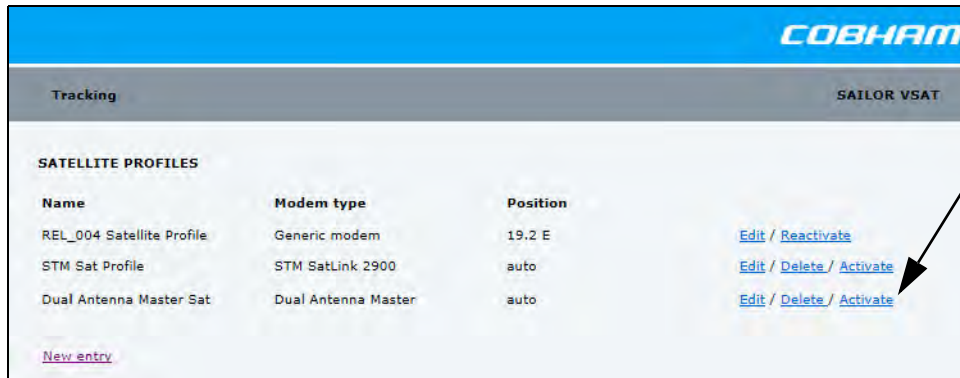 COBHAM
Tracking SAILOR VSAT
SATELLITE PROFILES
Name Modem type Position
REL_004 Satellite Profile Generic modem 19.2 E Edit / Reactivate
STM Sat Profile STM SatLink 2900 auto Edit / Delete / Activate
Dual Antenna Master Sat Dual Antenna Master auto Edit / Delete / Activate
New entry